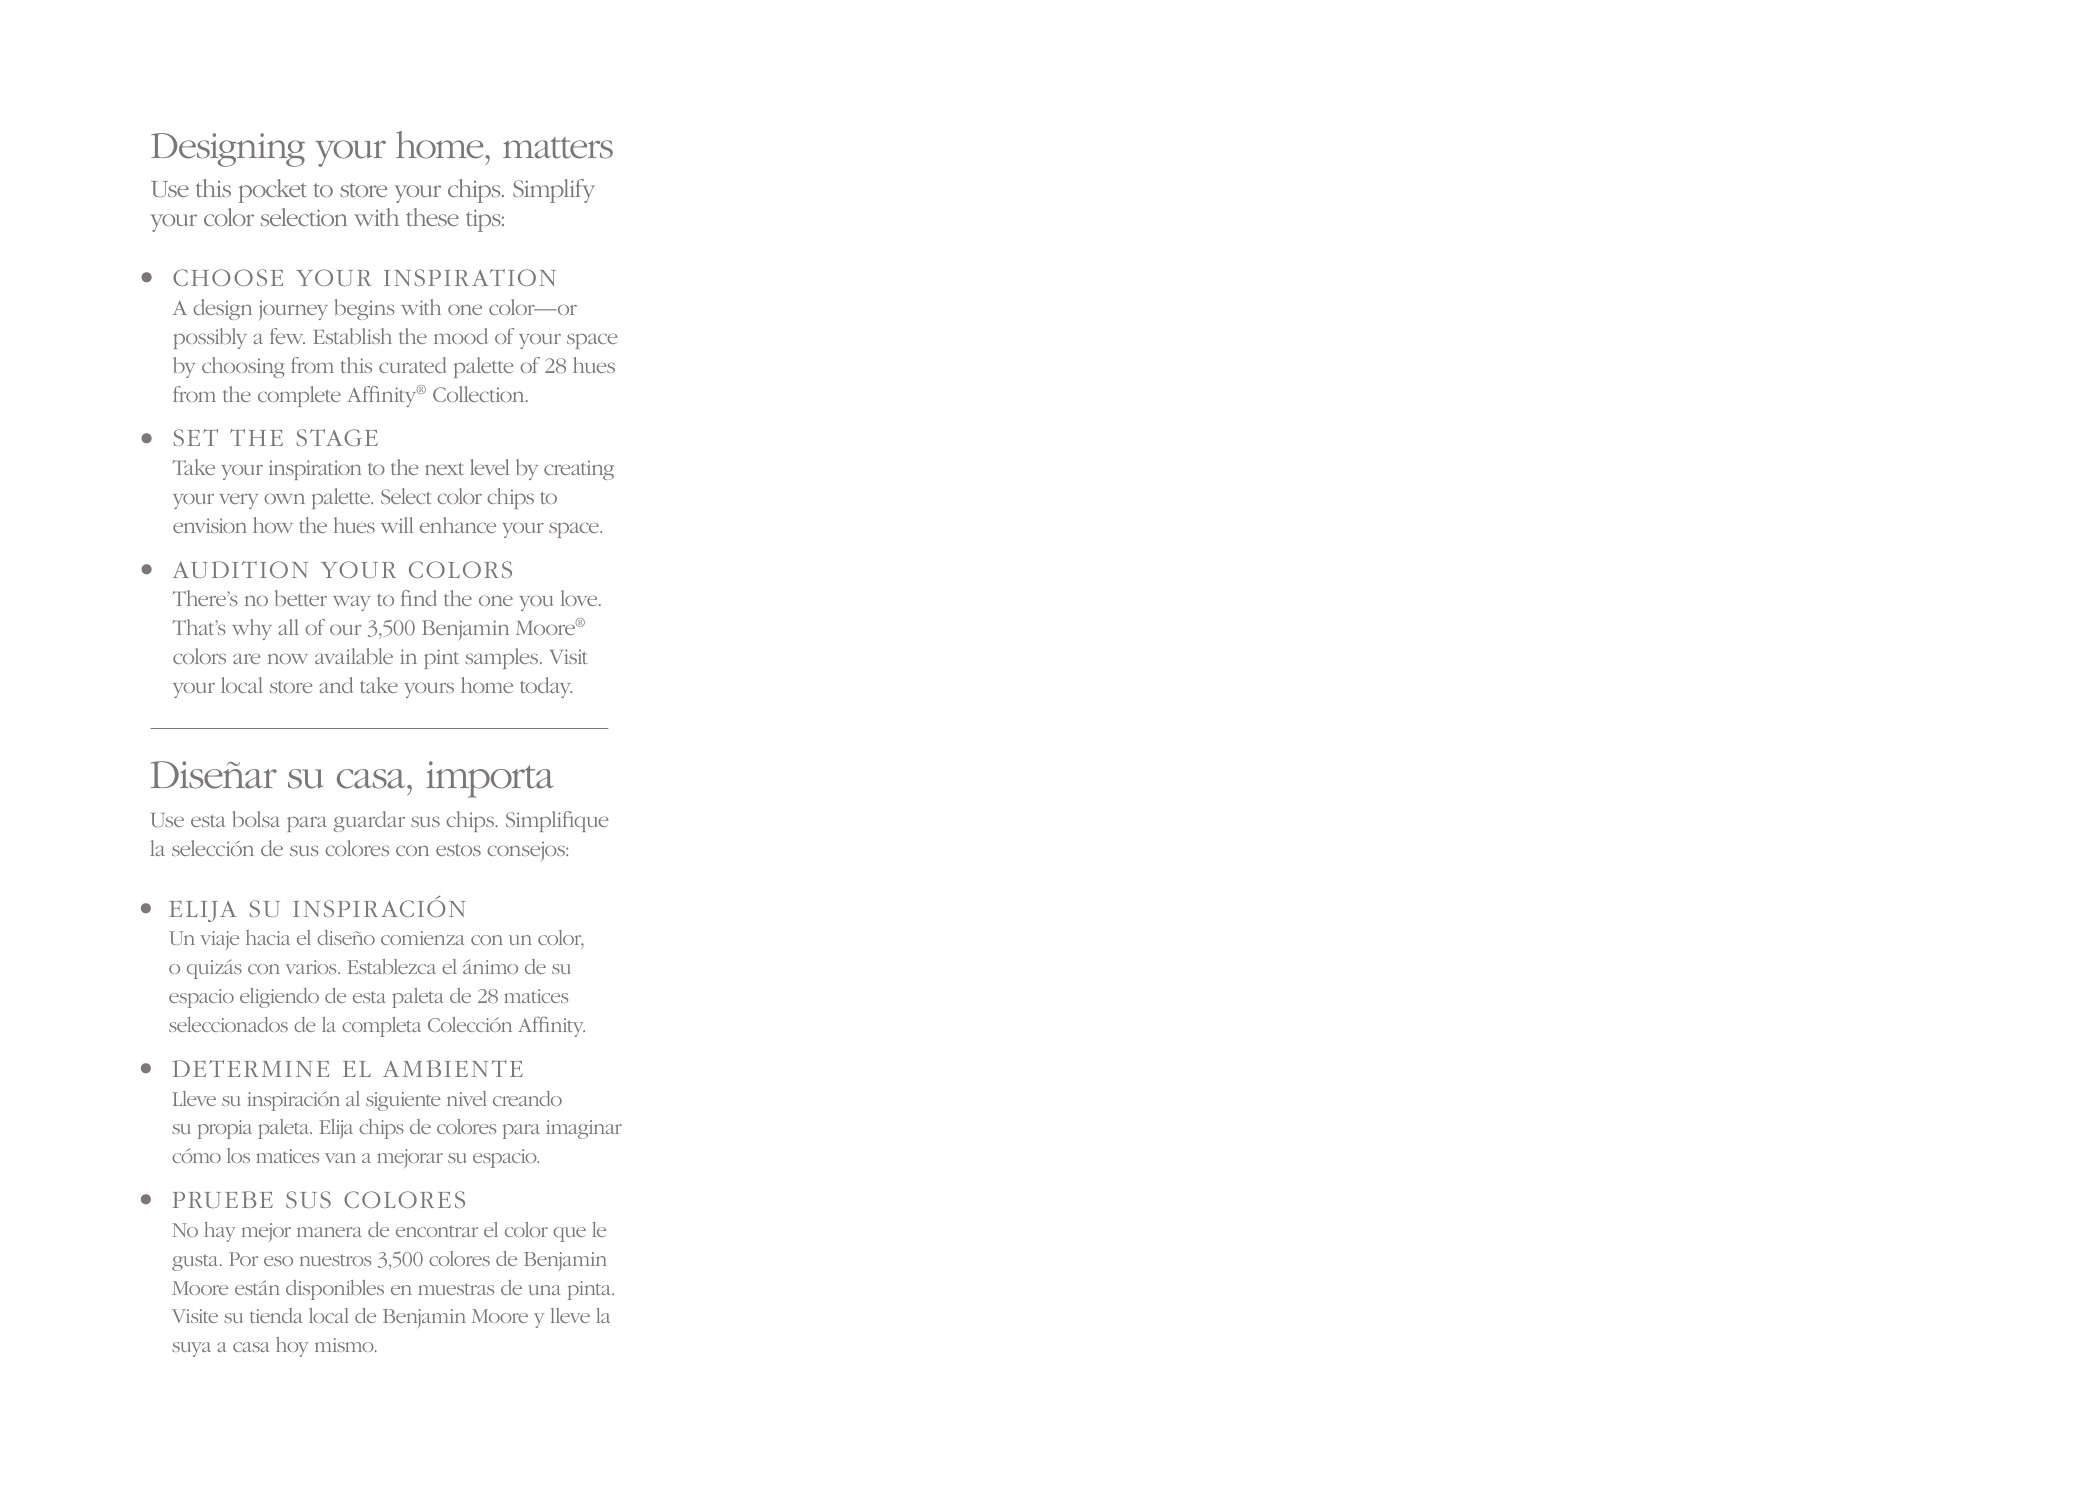 Designing your home, matters
Use this pocket to store your chips. Simplify
your color selection with these tips:
• CHOOSE YOUR INSPIRATION
A design journey begins with one color—or
possibly a few. Establish the mood of your space
by choosing from this curated palette of 28 hues
from the complete Affinity® Collection.
• SET THE STAGE
Take your inspiration to the next level by creating
your very own palette. Select color chips to
envision how the hues will enhance your space.
• AUDITION YOUR COLORS
There’s no better way to find the one you love.
That’s why all of our 3,500 Benjamin Moore®
colors are now available in pint samples. Visit
your local store and take yours home today.
Diseñar su casa, importa
Use esta bolsa para guardar sus chips. Simplifique
la selección de sus colores con estos consejos:
• ELIJA SU INSPIRACIÓN
Un viaje hacia el diseño comienza con un color,
o quizás con varios. Establezca el ánimo de su
espacio eligiendo de esta paleta de 28 matices
seleccionados de la completa Colección Affinity.
• DETERMINE EL AMBIENTE
Lleve su inspiración al siguiente nivel creando
su propia paleta. Elija chips de colores para imaginar
cómo los matices van a mejorar su espacio.
• PRUEBE SUS COLORES
No hay mejor manera de encontrar el color que le
gusta. Por eso nuestros 3,500 colores de Benjamin
Moore están disponibles en muestras de una pinta.
Visite su tienda local de Benjamin Moore y lleve la
suya a casa hoy mismo.